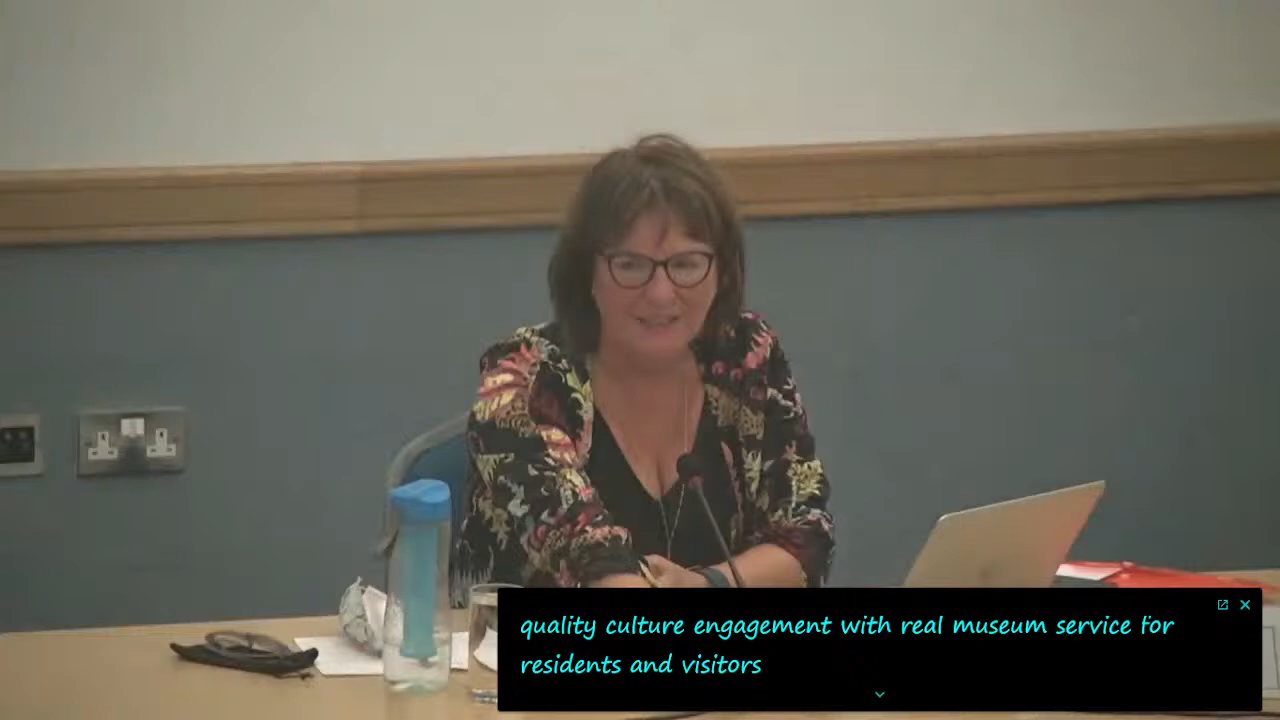 quality culture engagement with real museum service for
residents and visitors